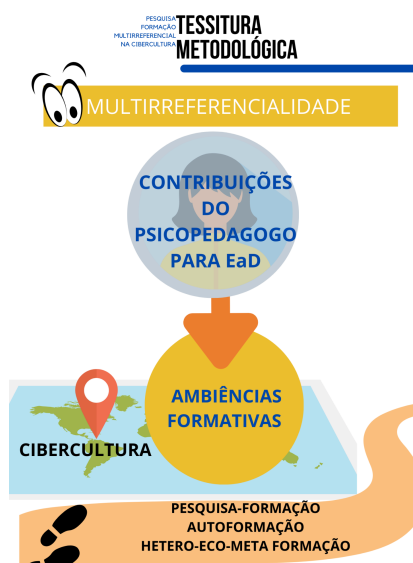 PESQUISA
FORMAÇÃO
MULTIRREFERENCIAL
NA CIBERCULTURA
TESSITURA
METODOLÓGICA
MULTIRREFERENCIALIDADE
CONTRIBUIÇÕES
DO
PSICOPEDAGOGO
PARA EaD
AMBIÊNCIAS
FORMATIVAS
CIBERCULTURA
PESQUISA-FORMAÇÃO
AUTOFORMAÇÃO
HETERO-ECO-META FORMAÇÃO